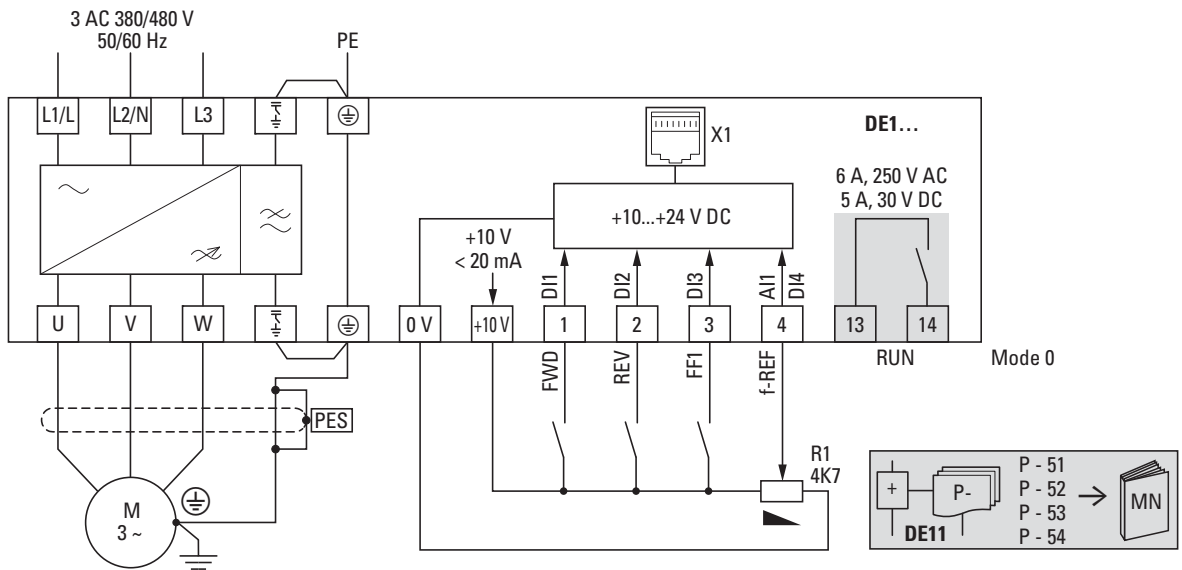 3 AC 380/480 V
50/60 Hz
PE
L1/L
L2/N
L3
X1
DE1…
6 A, 250 V AC
5 A, 30 V DC
+10...+24 V DC
+10 V
< 20 mA
DI1
DI2
DI3
AI1
DI4
U
V
W
0 V
+10 V
1
2
3
4
13
14
FWD
REV
FF1
f-REF
RUN
Mode 0
PES
R1
4K7
M
3 ~
+
P-
DE11
P - 51
P - 52
P - 53
P - 54
MN